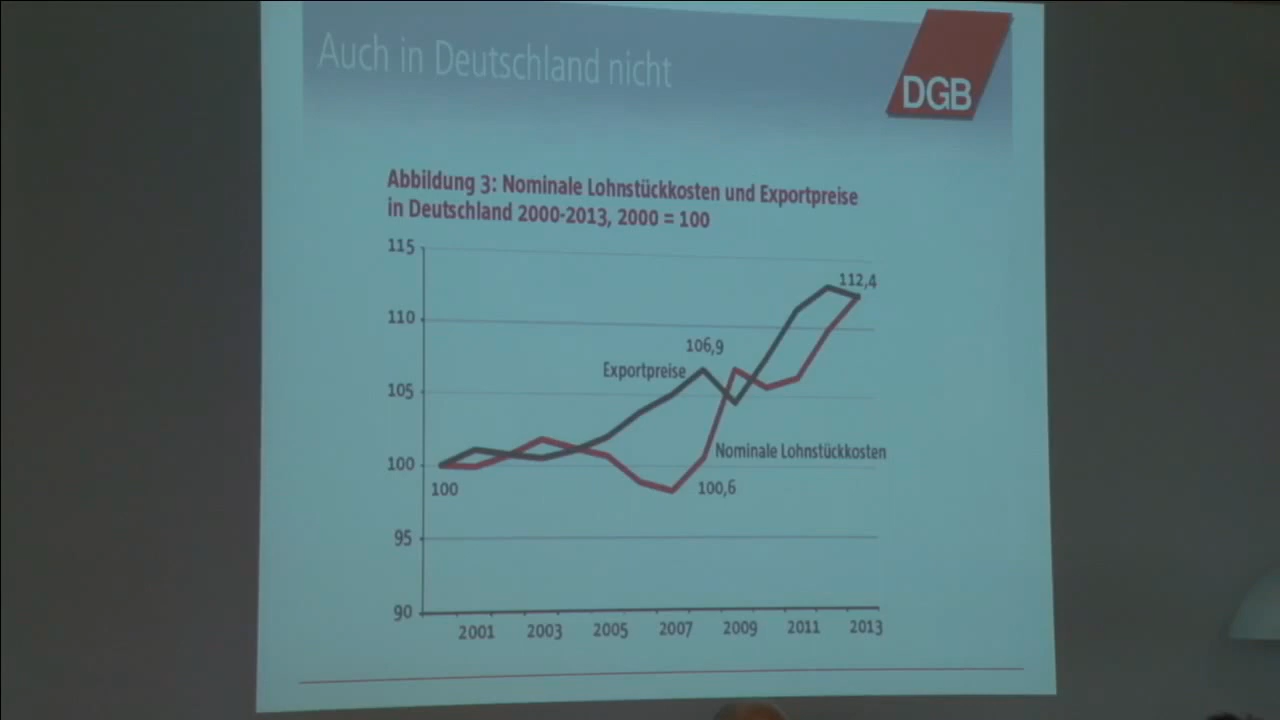 Auch in Deutschland nicht
DGB
Abbildung 3: Nominale Lohnstückkosten und Exportpreise
in Deutschland 2000-2013, 2000 = 100
115
110
105
100
95
90
112,4
106,9
Exportpreise
Nominale Lohnstückkosten
100,6
100
2001 2003 2005 2007 2009 2011 2013